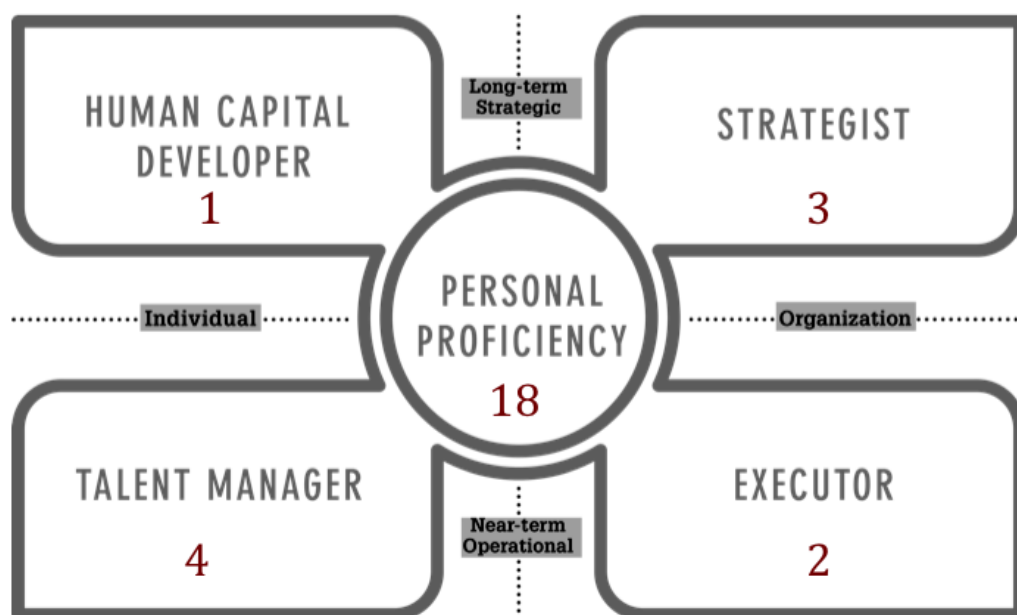 Long-term
Strategic
HUMAN CAPITAL
DEVELOPER
1
STRATEGIST
3
Individual
PERSONAL
PROFICIENCY
18
Organization
TALENT MANAGER
4
EXECUTOR
2
Near-term
Operational